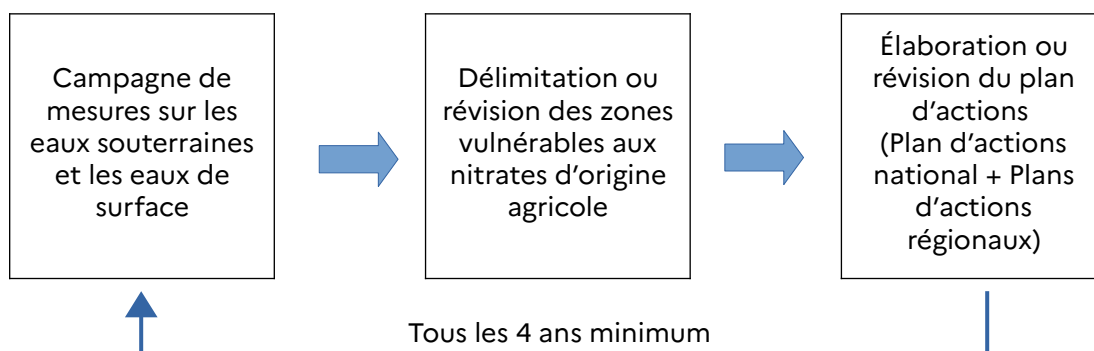 Campagne de
mesures sur les
eaux souterraines
et les eaux de
surface
Délimitation ou
révision des zones
vulnérables aux
nitrates d’origine
agricole
Élaboration ou
révision du plan
d’actions
(Plan d’actions
national + Plans
d’actions
régionaux)
Tous les 4 ans minimum